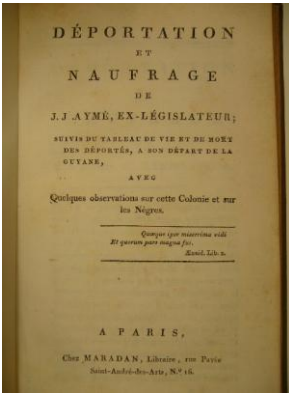 DÉPORTATION
ET
NAUFRAGE
DE
J. J AYMÉ, EX-LÉGISLATEUR;
SUIVIS DU TABLEAU DE VIE ET DE MORT
DES DÉPORTÉS, A SON DÉPART DE LA
GUYANE,
AVEC
Quelques observations sur cette Colonie et sur
les Nègres.
Quæque ipse miserrima vidi
Et quorum pars magna fui.
Æneid. Lib. 2.
A PARIS,
Chez MARADAN, Libraire, rue Pavée
Saint-André-des-Arts, N.º 16.